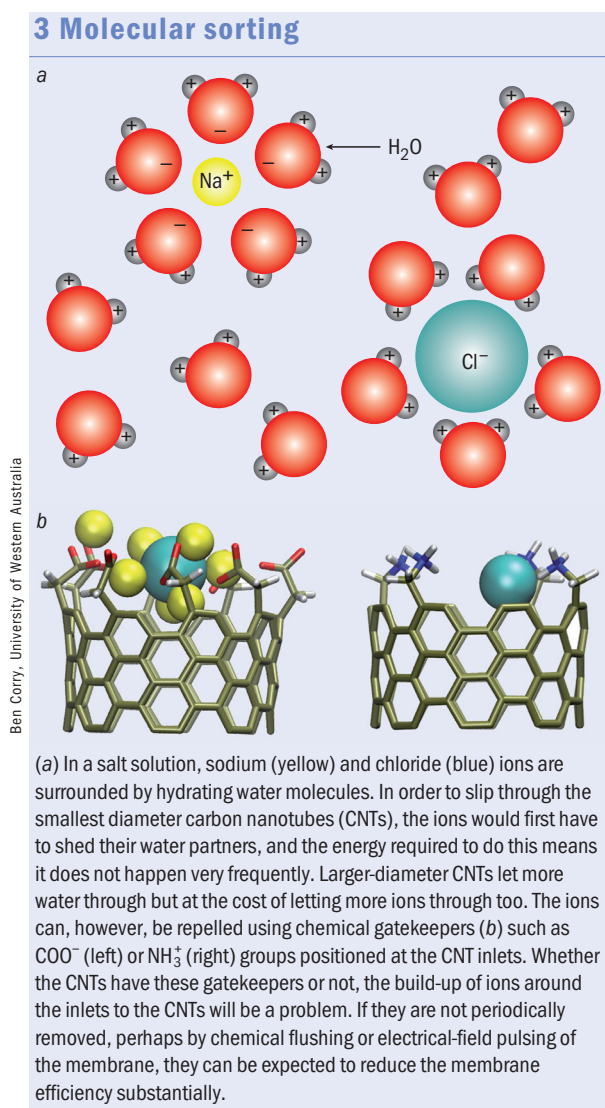 3 Molecular sorting
a
H₂O
Na⁺
Cl⁻
b
Ben Corry, University of Western Australia
(a) In a salt solution, sodium (yellow) and chloride (blue) ions are
surrounded by hydrating water molecules. In order to slip through the
smallest diameter carbon nanotubes (CNTs), the ions would first have
to shed their water partners, and the energy required to do this means
it does not happen very frequently. Larger-diameter CNTs let more
water through but at the cost of letting more ions through too. The ions
can, however, be repelled using chemical gatekeepers (b) such as
COO⁻ (left) or NH₃⁺ (right) groups positioned at the CNT inlets. Whether
the CNTs have these gatekeepers or not, the build-up of ions around
the inlets to the CNTs will be a problem. If they are not periodically
removed, perhaps by chemical flushing or electrical-field pulsing of
the membrane, they can be expected to reduce the membrane
efficiency substantially.